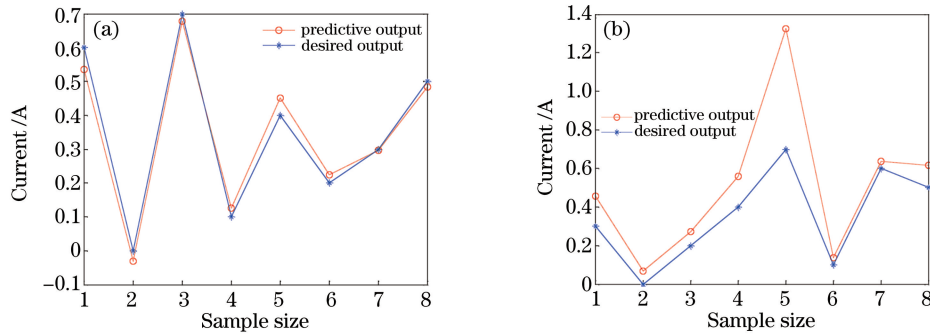 (a)
predictive output
desired output
0.7
0.6
0.5
0.4
0.3
0.2
0.1
0
−0.1
Current /A
1 2 3 4 5 6 7 8
Sample size
(b)
predictive output
desired output
1.4
1.2
1.0
0.8
0.6
0.4
0.2
0
Current /A
1 2 3 4 5 6 7 8
Sample size